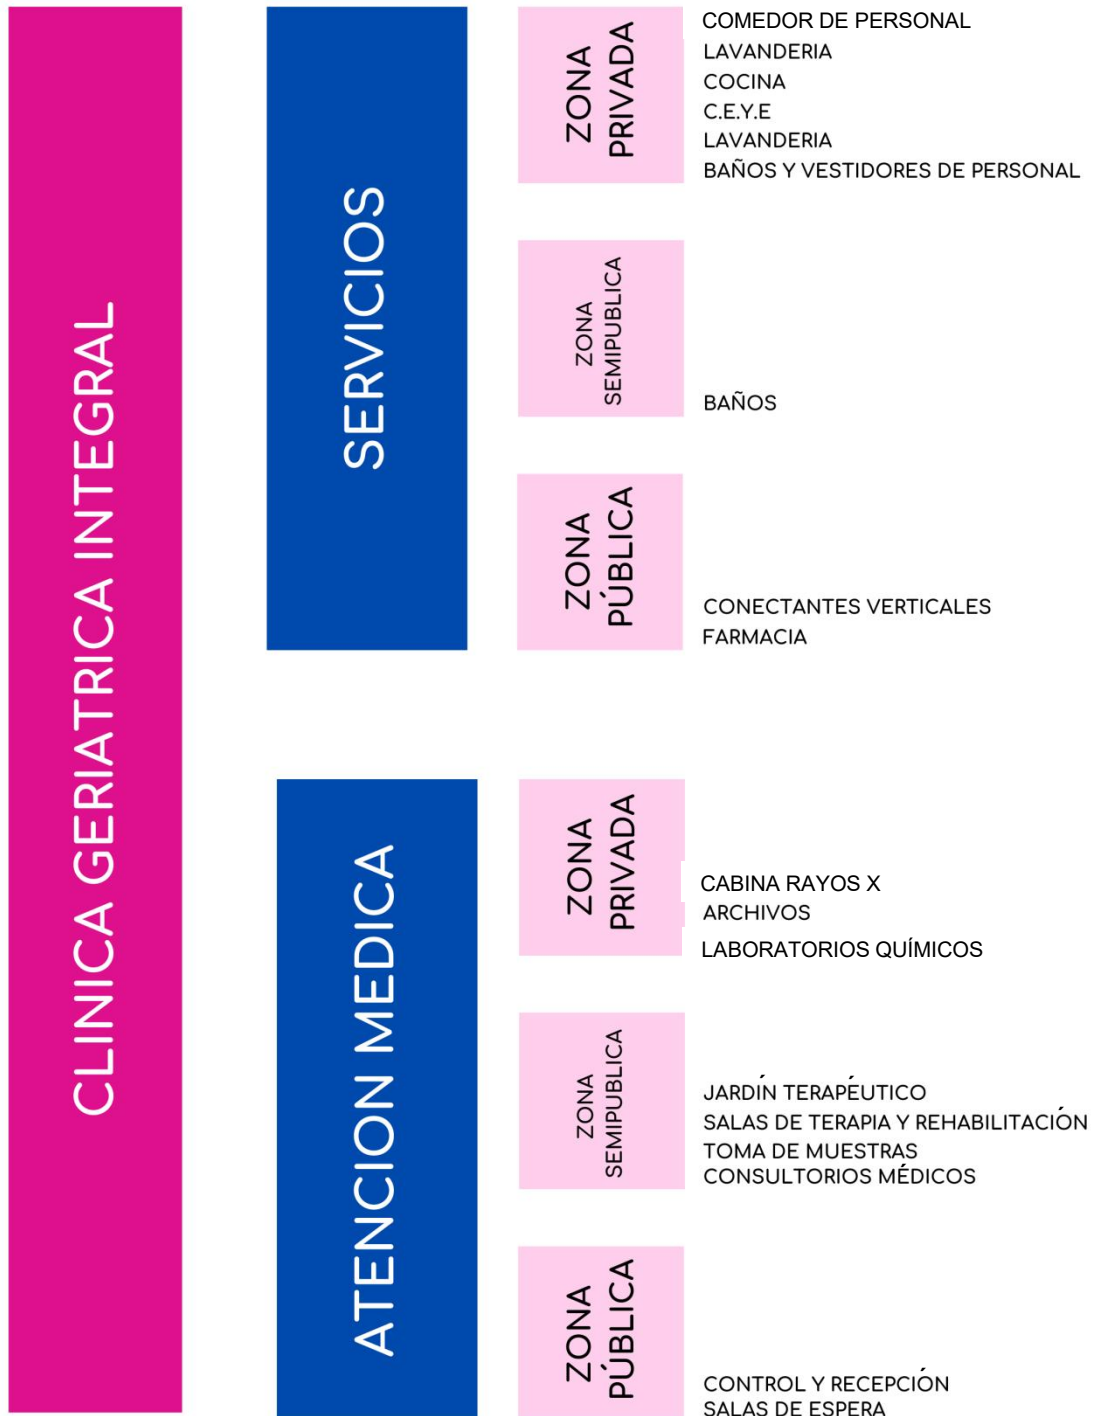 CLINICA GERIATRICA INTEGRAL
SERVICIOS
ZONA
PRIVADA
COMEDOR DE PERSONAL
LAVANDERIA
COCINA
C.E.Y.E
LAVANDERIA
BAÑOS Y VESTIDORES DE PERSONAL
ZONA
SEMIPUBLICA
BAÑOS
ZONA
PÚBLICA
CONECTANTES VERTICALES
FARMACIA
ATENCION MEDICA
ZONA
PRIVADA
CABINA RAYOS X
ARCHIVOS
LABORATORIOS QUÍMICOS
ZONA
SEMIPUBLICA
JARDÍN TERAPÉUTICO
SALAS DE TERAPIA Y REHABILITACIÓN
TOMA DE MUESTRAS
CONSULTORIOS MÉDICOS
ZONA
PÚBLICA
CONTROL Y RECEPCIÓN
SALAS DE ESPERA